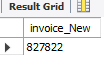 Result Grid
invoice_New
827822